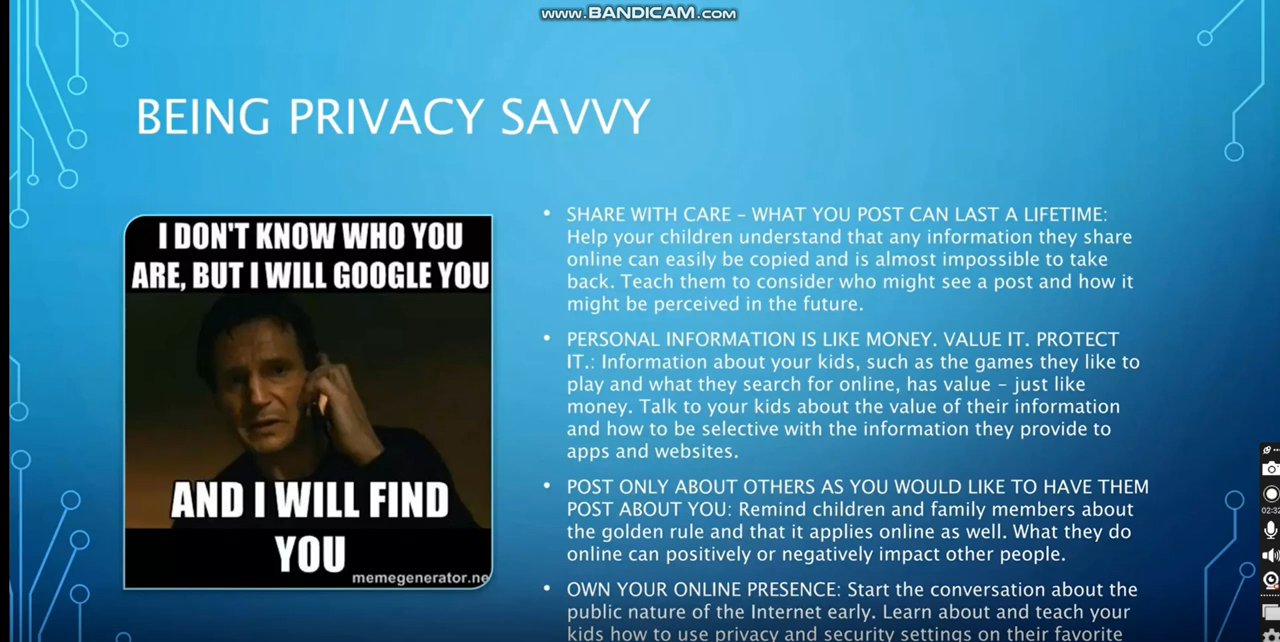 www.BANDICAM.com
BEING PRIVACY SAVVY
I DON'T KNOW WHO YOU
ARE, BUT I WILL GOOGLE YOU
AND I WILL FIND
YOU
memegenerator.ne
• SHARE WITH CARE – WHAT YOU POST CAN LAST A LIFETIME:
Help your children understand that any information they share
online can easily be copied and is almost impossible to take
back. Teach them to consider who might see a post and how it
might be perceived in the future.
• PERSONAL INFORMATION IS LIKE MONEY. VALUE IT. PROTECT
IT.: Information about your kids, such as the games they like to
play and what they search for online, has value – just like
money. Talk to your kids about the value of their information
and how to be selective with the information they provide to
apps and websites.
• POST ONLY ABOUT OTHERS AS YOU WOULD LIKE TO HAVE THEM
POST ABOUT YOU: Remind children and family members about
the golden rule and that it applies online as well. What they do
online can positively or negatively impact other people.
• OWN YOUR ONLINE PRESENCE: Start the conversation about the
public nature of the Internet early. Learn about and teach your
kids how to use privacy and security settings on their favorite